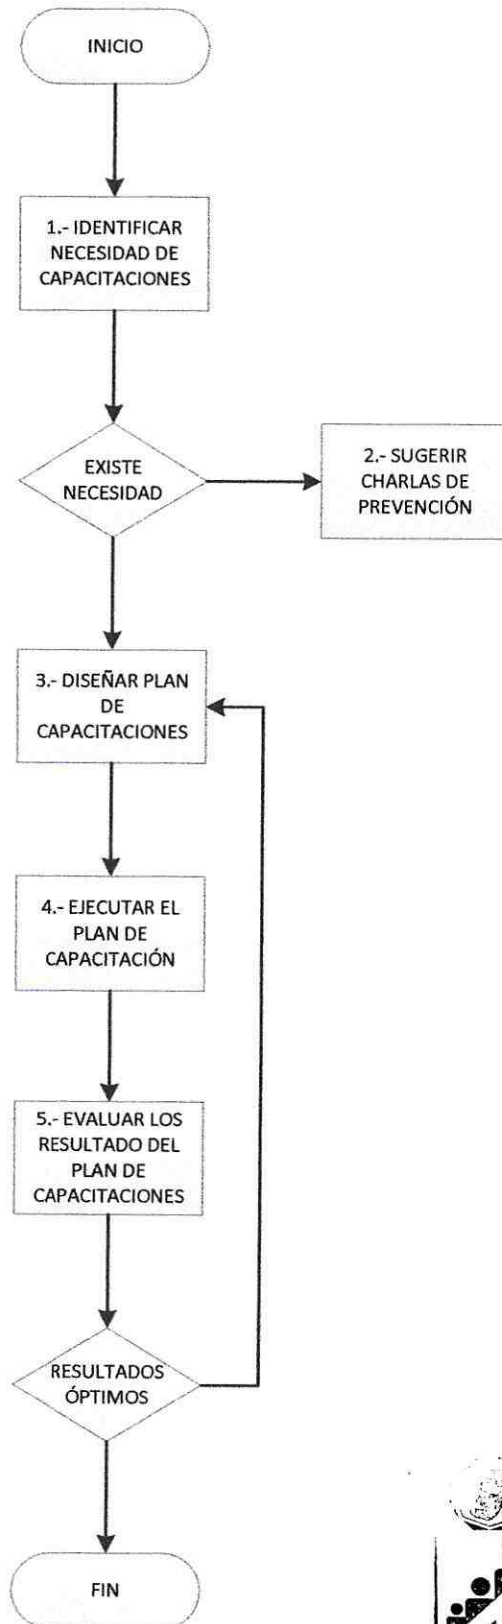 INICIO
1.- IDENTIFICAR
NECESIDAD DE
CAPACITACIONES
EXISTE
NECESIDAD
2.- SUGERIR
CHARLAS DE
PREVENCIÓN
3.- DISEÑAR PLAN
DE
CAPACITACIONES
4.- EJECUTAR EL
PLAN DE
CAPACITACIÓN
5.- EVALUAR LOS
RESULTADO DEL
PLAN DE
CAPACITACIONES
RESULTADOS
ÓPTIMOS
FIN